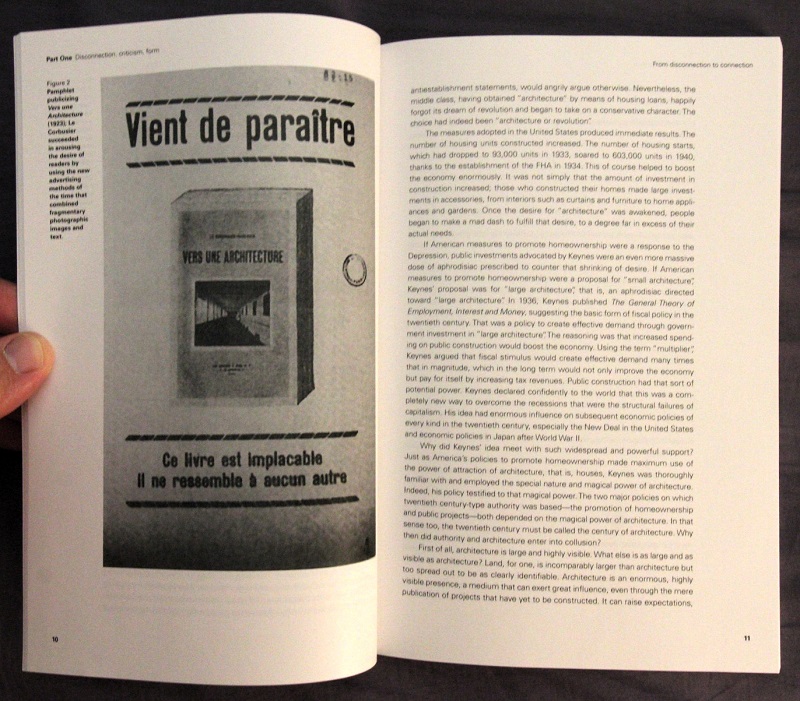 Part One Disconnection, criticism, form
Figure 2
Pamphlet
publicizing
Vers une
Architecture
(1923). Le
Corbusier
succeeded
in arousing
the desire of
readers by
using the new
advertising
methods of
the time that
combined
fragmentary
photographic
images and
text.
Vient de paraître
VERS UNE ARCHITECTURE
Ce livre est implacable
Il ne ressemble à aucun autre
10
From disconnection to connection
antiestablishment statements, would angrily argue otherwise. Nevertheless, the
middle class, having obtained "architecture" by means of housing loans, happily
forgot its dream of revolution and began to take on a conservative character. The
choice had indeed been "architecture or revolution".
The measures adopted in the United States produced immediate results. The
number of housing units constructed increased. The number of housing starts,
which had dropped to 93,000 units in 1933, soared to 603,000 units in 1940,
thanks to the establishment of the FHA in 1934. This of course helped to boost
the economy enormously. It was not simply that the amount of investment in
construction increased; those who constructed their homes made large invest-
ments in accessories, from interiors such as curtains and furniture to home appli-
ances and gardens. Once the desire for "architecture" was awakened, people
began to make a mad dash to fulfill that desire, to a degree far in excess of their
actual needs.
If American measures to promote homeownership were a response to the
Depression, public investments advocated by Keynes were an even more massive
dose of aphrodisiac prescribed to counter that shrinking of desire. If American
measures to promote homeownership were a proposal for "small architecture",
Keynes' proposal was for "large architecture", that is, an aphrodisiac directed
toward "large architecture". In 1936, Keynes published The General Theory of
Employment, Interest and Money, suggesting the basic form of fiscal policy in the
twentieth century. That was a policy to create effective demand through govern-
ment investment in "large architecture". The reasoning was that increased spend-
ing on public construction would boost the economy. Using the term "multiplier",
Keynes argued that fiscal stimulus would create effective demand many times
that in magnitude, which in the long term would not only improve the economy
but pay for itself by increasing tax revenues. Public construction had that sort of
potential power. Keynes declared confidently to the world that this was a com-
pletely new way to overcome the recessions that were the structural failures of
capitalism. His idea had enormous influence on subsequent economic policies of
every kind in the twentieth century, especially the New Deal in the United States
and economic policies in Japan after World War II.
Why did Keynes' idea meet with such widespread and powerful support?
Just as America's policies to promote homeownership made maximum use of
the power of attraction of architecture, that is, houses, Keynes was thoroughly
familiar with and employed the special nature and magical power of architecture.
Indeed, his policy testified to that magical power. The two major policies on which
twentieth century-type authority was based—the promotion of homeownership
and public projects—both depended on the magical power of architecture. In that
sense too, the twentieth century must be called the century of architecture. Why
then did authority and architecture enter into collusion?
First of all, architecture is large and highly visible. What else is as large and as
visible as architecture? Land, for one, is incomparably larger than architecture but
too spread out to be as clearly identifiable. Architecture is an enormous, highly
visible presence, a medium that can exert great influence, even through the mere
publication of projects that have yet to be constructed. It can raise expectations,
11